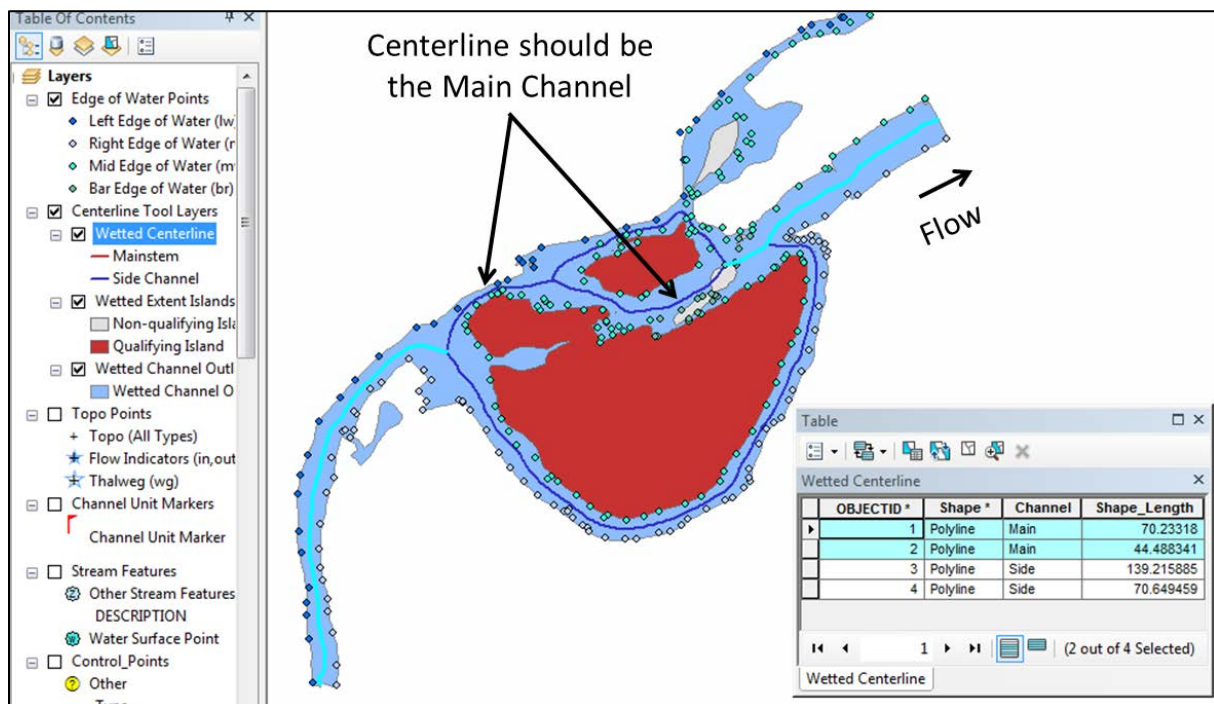 Table Of Contents
Layers
Edge of Water Points
Left Edge of Water (lw
Right Edge of Water (r
Mid Edge of Water (m
Bar Edge of Water (br)
Centerline Tool Layers
Wetted Centerline
Mainstem
Side Channel
Wetted Extent Islands
Non-qualifying Isl
Qualifying Island
Wetted Channel Outl
Wetted Channel O
Topo Points
Topo (All Types)
Flow Indicators (in,out
Thalweg (wg)
Channel Unit Markers
Channel Unit Marker
Stream Features
Other Stream Features
DESCRIPTION
Water Surface Point
Control_Points
Other
Centerline should be
the Main Channel
Flow
Table
Wetted Centerline
OBJECTID * Shape * Channel Shape_Length
1 Polyline Main 70.23318
2 Polyline Main 44.488341
3 Polyline Side 139.215885
4 Polyline Side 70.649459
1 (2 out of 4 Selected)
Wetted Centerline